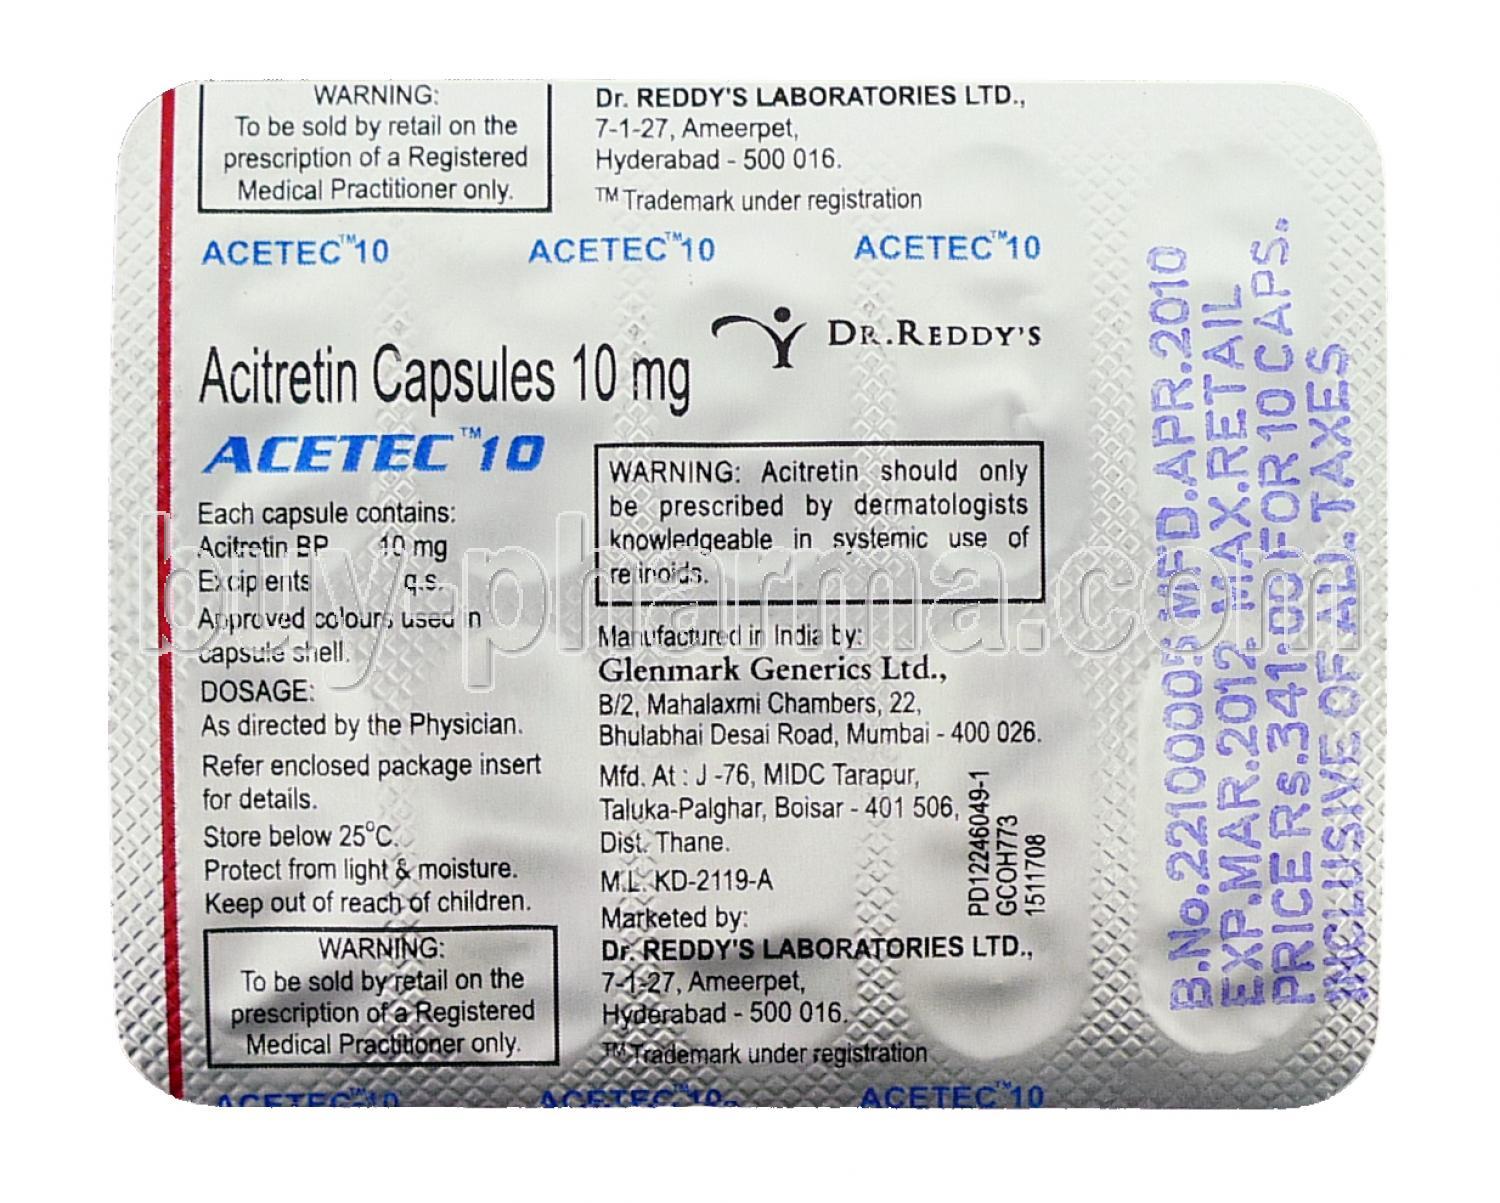 WARNING:
To be sold by retail on the
prescription of a Registered
Medical Practitioner only.
Dr. REDDY'S LABORATORIES LTD.,
7-1-27, Ameerpet,
Hyderabad - 500 016.
™ Trademark under registration
ACETEC™10 ACETEC™10 ACETEC™10
DR.REDDY'S
Acitretin Capsules 10 mg
ACETEC™10
Each capsule contains:
Acitretin BP 10 mg
Excipients q.s.
Approved colours used in
capsule shell.
DOSAGE:
As directed by the Physician.
Refer enclosed package insert
for details.
Store below 25°C.
Protect from light & moisture.
Keep out of reach of children.
WARNING:
To be sold by retail on the
prescription of a Registered
Medical Practitioner only.
WARNING: Acitretin should only
be prescribed by dermatologists
knowledgeable in systemic use of
retinoids.
Manufactured in India by:
Glenmark Generics Ltd.,
B/2, Mahalaxmi Chambers, 22,
Bhulabhai Desai Road, Mumbai - 400 026.
Mfd. At : J -76, MIDC Tarapur,
Taluka-Palghar, Boisar - 401 506,
Dist. Thane.
M.L. KD-2119-A
Marketed by:
Dr. REDDY'S LABORATORIES LTD.,
7-1-27, Ameerpet,
Hyderabad - 500 016.
™Trademark under registration
PD12246049-1
GCOH773
1511708
ACETEC™10 ACETEC™10 ACETEC™10
B.No.22100005 MFD.APR.2010
EXP.MAR.2012 MAX.RETAIL
PRICE Rs.341:00 FOR 10 CAPS.
INCLUSIVE OF ALL TAXES
buy-pharma.com